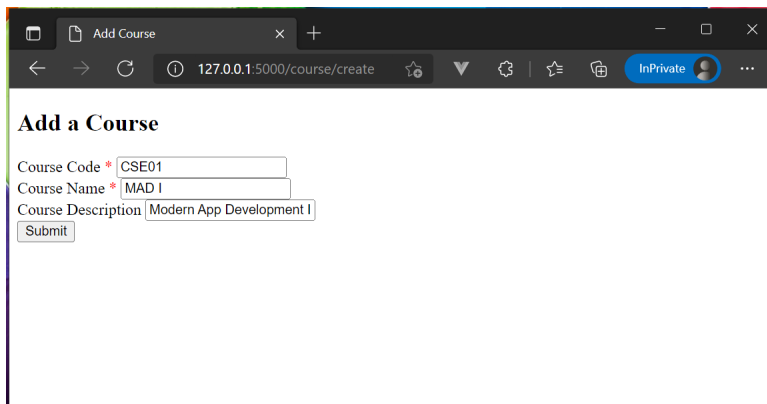 Add Course
127.0.0.1:5000/course/create
InPrivate
Add a Course
Course Code * CSE01
Course Name * MAD I
Course Description Modern App Development I
Submit